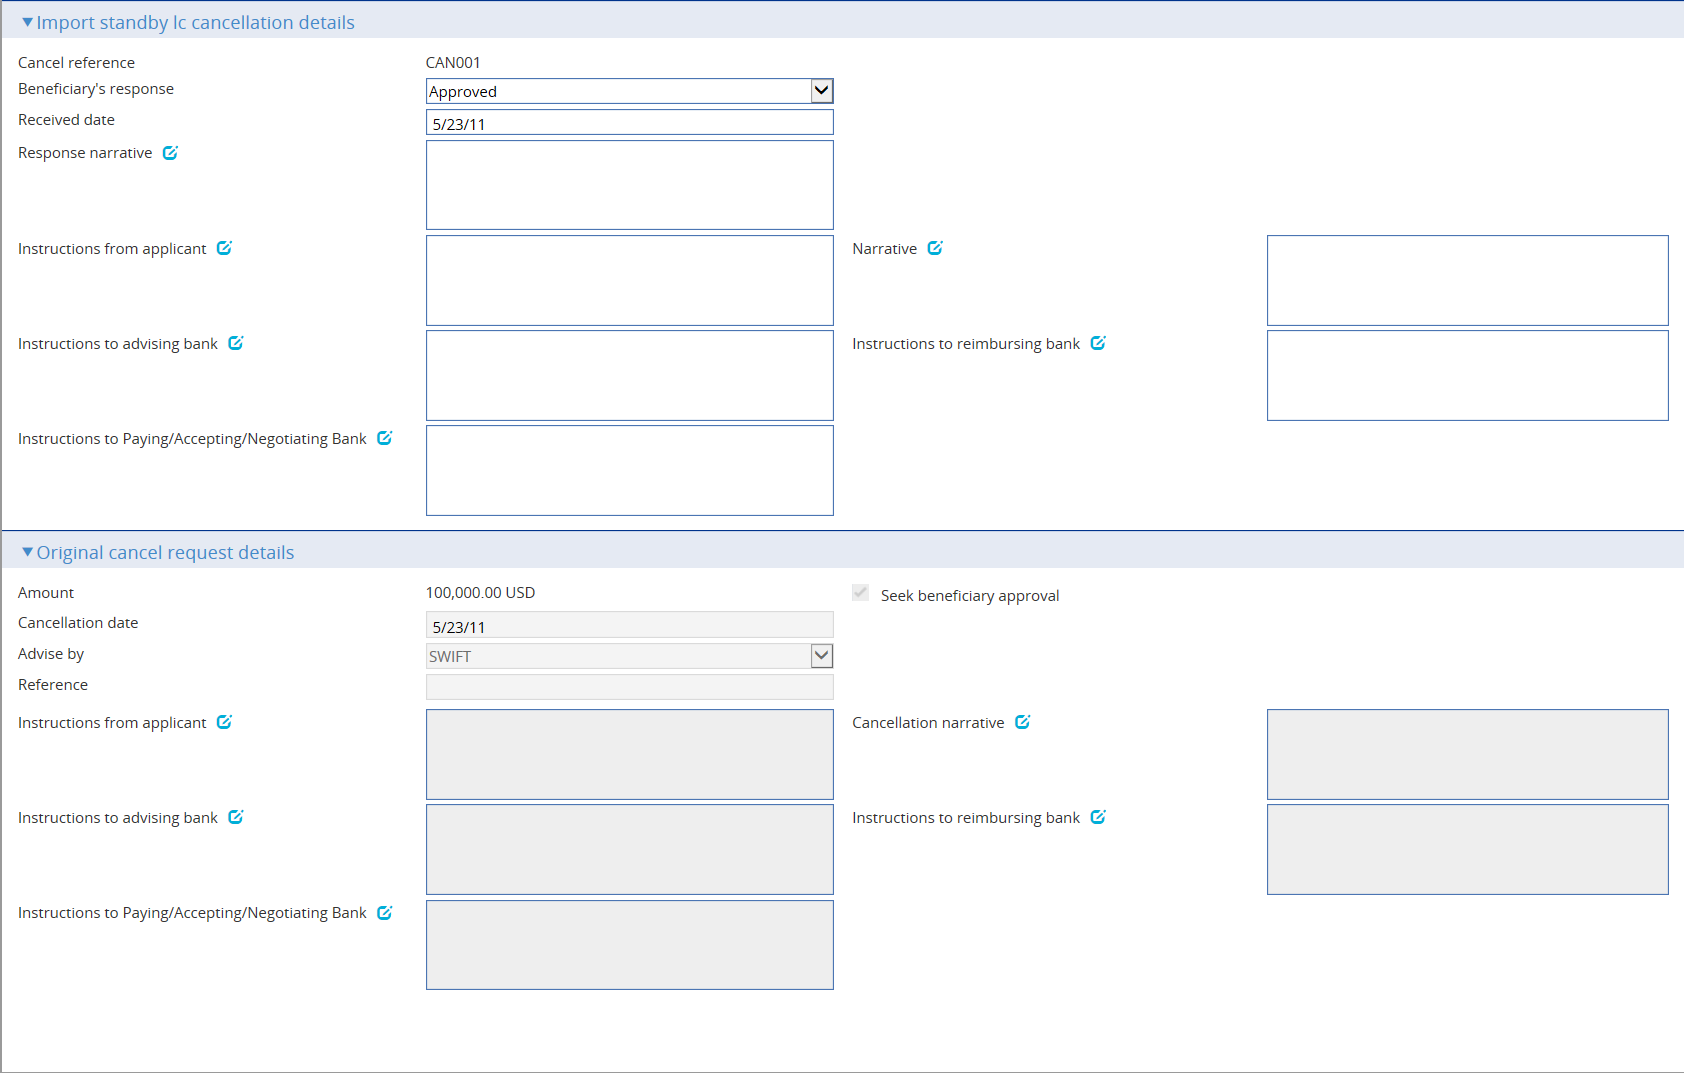 Import standby lc cancellation details
Cancel reference CAN001
Beneficiary's response Approved
Received date 5/23/11
Response narrative
Instructions from applicant Narrative
Instructions to advising bank Instructions to reimbursing bank
Instructions to Paying/Accepting/Negotiating Bank
Original cancel request details
Amount 100,000.00 USD Seek beneficiary approval
Cancellation date 5/23/11
Advise by SWIFT
Reference
Instructions from applicant Cancellation narrative
Instructions to advising bank Instructions to reimbursing bank
Instructions to Paying/Accepting/Negotiating Bank